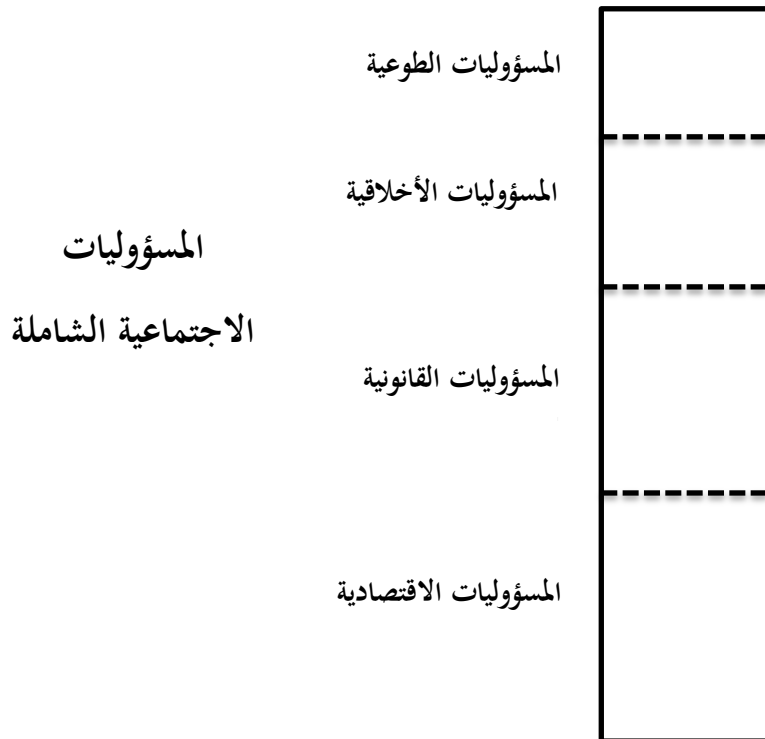 المسؤوليات الطوعية
المسؤوليات الأخلاقية
المسؤوليات
الاجتماعية الشاملة
المسؤوليات القانونية
المسؤوليات الاقتصادية